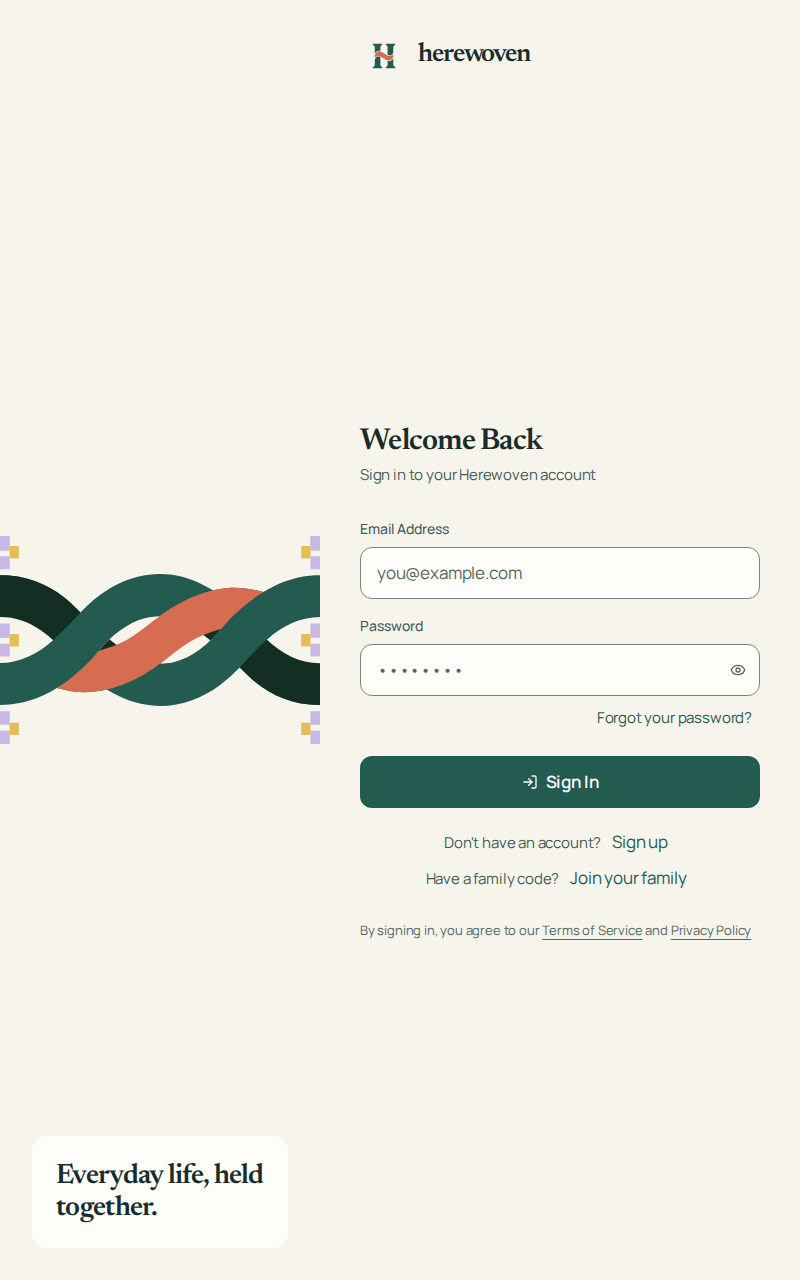 herewoven
Welcome Back
Sign in to your Herewoven account
Email Address
you@example.com
Password
••••••••
Forgot your password?
Sign In
Don't have an account? Sign up
Have a family code? Join your family
By signing in, you agree to our Terms of Service and Privacy Policy
Everyday life, held
together.